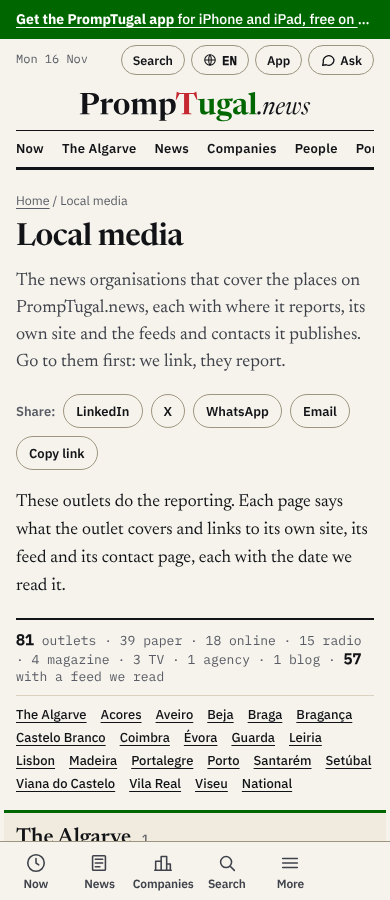 Get the PrompTugal app for iPhone and iPad, free on ...
Mon 16 Nov
Search
EN
App
Ask
PrompTugal.news
Now The Algarve News Companies People Por
Home / Local media
Local media
The news organisations that cover the places on
PrompTugal.news, each with where it reports, its
own site and the feeds and contacts it publishes.
Go to them first: we link, they report.
Share: LinkedIn X WhatsApp Email
Copy link
These outlets do the reporting. Each page says
what the outlet covers and links to its own site, its
feed and its contact page, each with the date we
read it.
81 outlets · 39 paper · 18 online · 15 radio
· 4 magazine · 3 TV · 1 agency · 1 blog · 57
with a feed we read
The Algarve Acores Aveiro Beja Braga Bragança
Castelo Branco Coimbra Évora Guarda Leiria
Lisbon Madeira Portalegre Porto Santarém Setúbal
Viana do Castelo Vila Real Viseu National
The Algarve 1
Now News Companies Search More